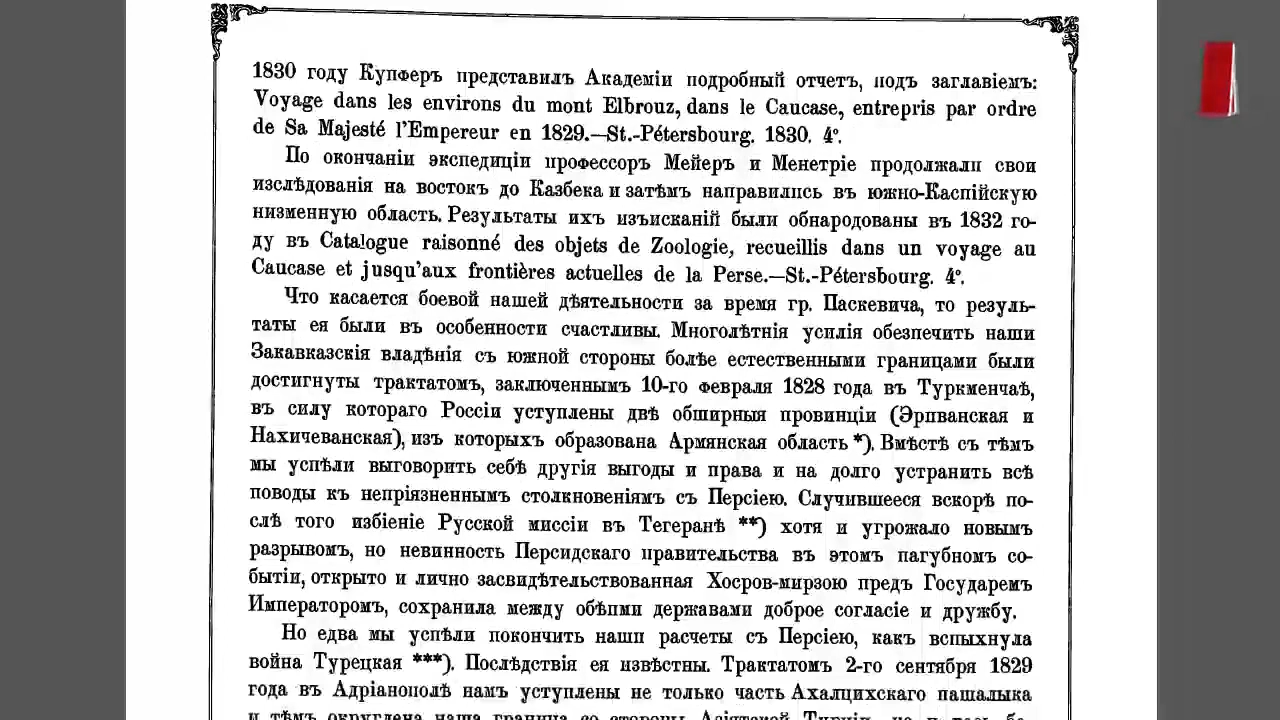 1830 году Купферъ представилъ Академіи подробный отчетъ, подъ заглавіемъ:
Voyage dans les environs du mont Elbrouz, dans le Caucase, entrepris par ordre
de Sa Majesté l'Empereur en 1829.—St.-Pétersbourg. 1830. 4°.
По окончаніи экспедиціи профессоръ Мейеръ и Менетріе продолжали свои
изслѣдованія на востокъ до Казбека и затѣмъ направились въ южно-Каспійскую
низменную область. Результаты ихъ изъисканій были обнародованы въ 1832 го-
ду въ Catalogue raisonné des objets de Zoologie, recueillis dans un voyage au
Caucase et jusqu'aux frontières actuelles de la Perse.—St.-Pétersbourg. 4°.
Что касается боевой нашей дѣятельности за время гр. Паскевича, то резуль-
таты ея были въ особенности счастливы. Многолѣтнія усилія обезпечить наши
Закавказскія владѣнія съ южной стороны болѣе естественными границами были
достигнуты трактатомъ, заключеннымъ 10-го февраля 1828 года въ Туркменчаѣ,
въ силу котораго Россіи уступлены двѣ обширныя провинціи (Эриванская и
Нахичеванская), изъ которыхъ образована Армянская область *). Вмѣстѣ съ тѣмъ
мы успѣли выговорить себѣ другія выгоды и права и на долго устранить всѣ
поводы къ непріязненнымъ столкновеніямъ съ Персіею. Случившееся вскорѣ по-
слѣ того избіеніе Русской миссіи въ Тегеранѣ **) хотя и угрожало новымъ
разрывомъ, но невинность Персидскаго правительства въ этомъ пагубномъ со-
бытіи, открыто и лично засвидѣтельствованная Хосров-мирзою предъ Государемъ
Императоромъ, сохранила между обѣими державами доброе согласіе и дружбу.
Но едва мы успѣли покончить наши расчеты съ Персіею, какъ вспыхнула
война Турецкая ***). Послѣдствія ея извѣстны. Трактатомъ 2-го сентября 1829
года въ Адріанополѣ намъ уступлены не только часть Ахалцихскаго пашалыка
и тѣмъ округлена наша граница со стороны Азіятской Турціи, но и